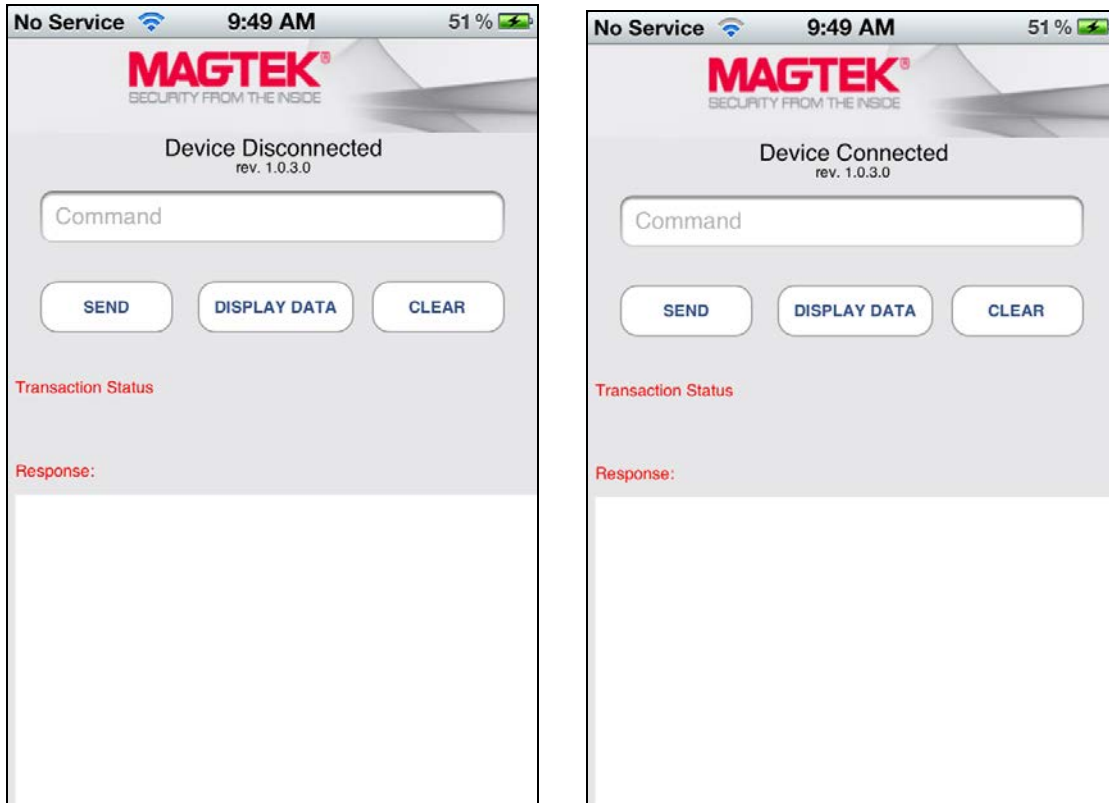 No Service 9:49 AM 51 %
MAGTEK®
SECURITY FROM THE INSIDE
Device Disconnected
rev. 1.0.3.0
Command
SEND DISPLAY DATA CLEAR
Transaction Status
Response:
No Service 9:49 AM 51 %
MAGTEK®
SECURITY FROM THE INSIDE
Device Connected
rev. 1.0.3.0
Command
SEND DISPLAY DATA CLEAR
Transaction Status
Response: